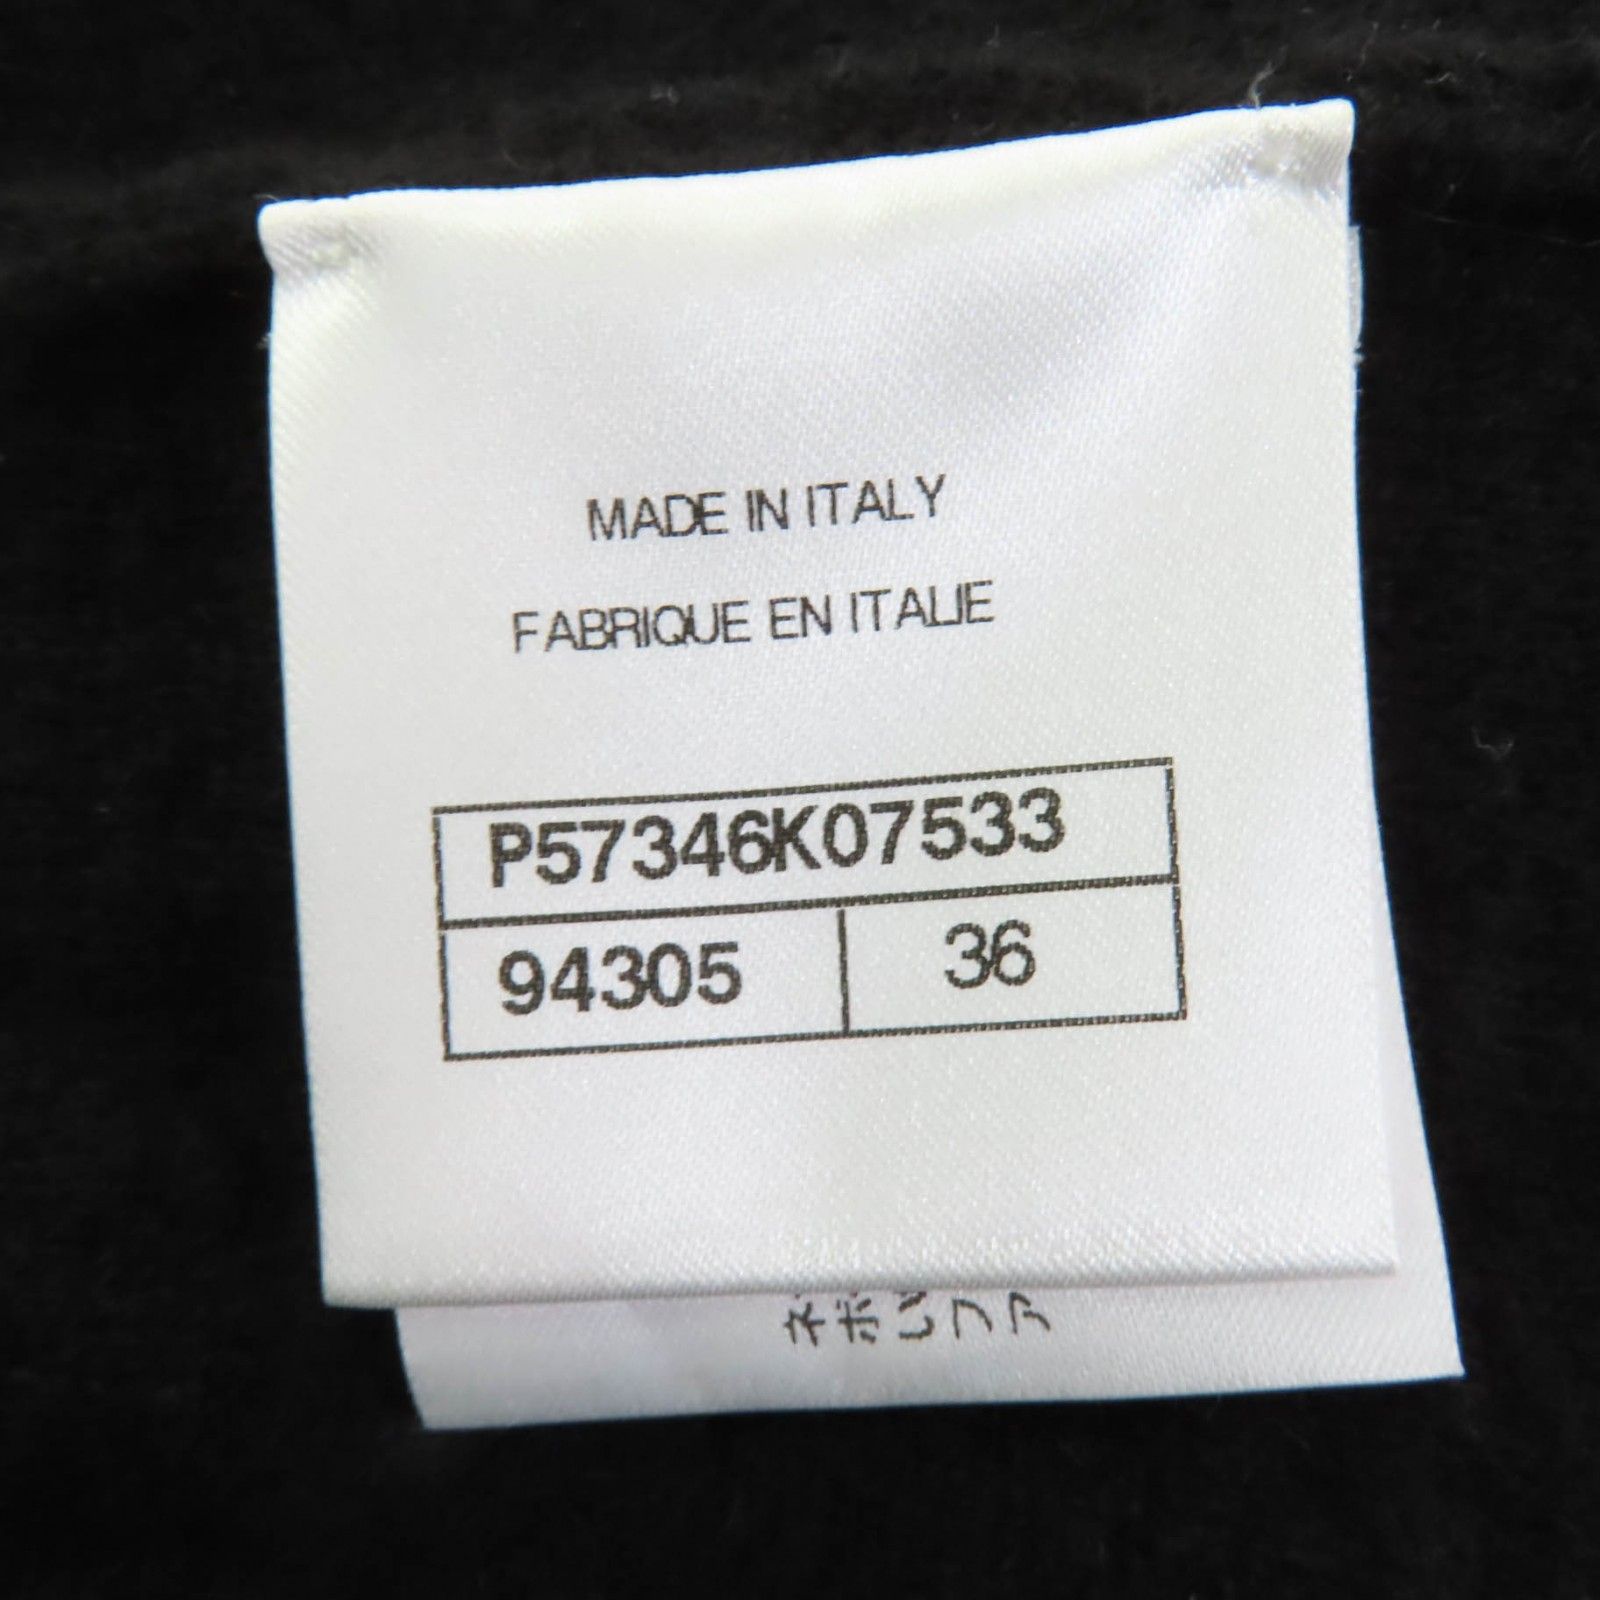 MADE IN ITALY
FABRIQUE EN ITALIE
P57346K07533
94305 36